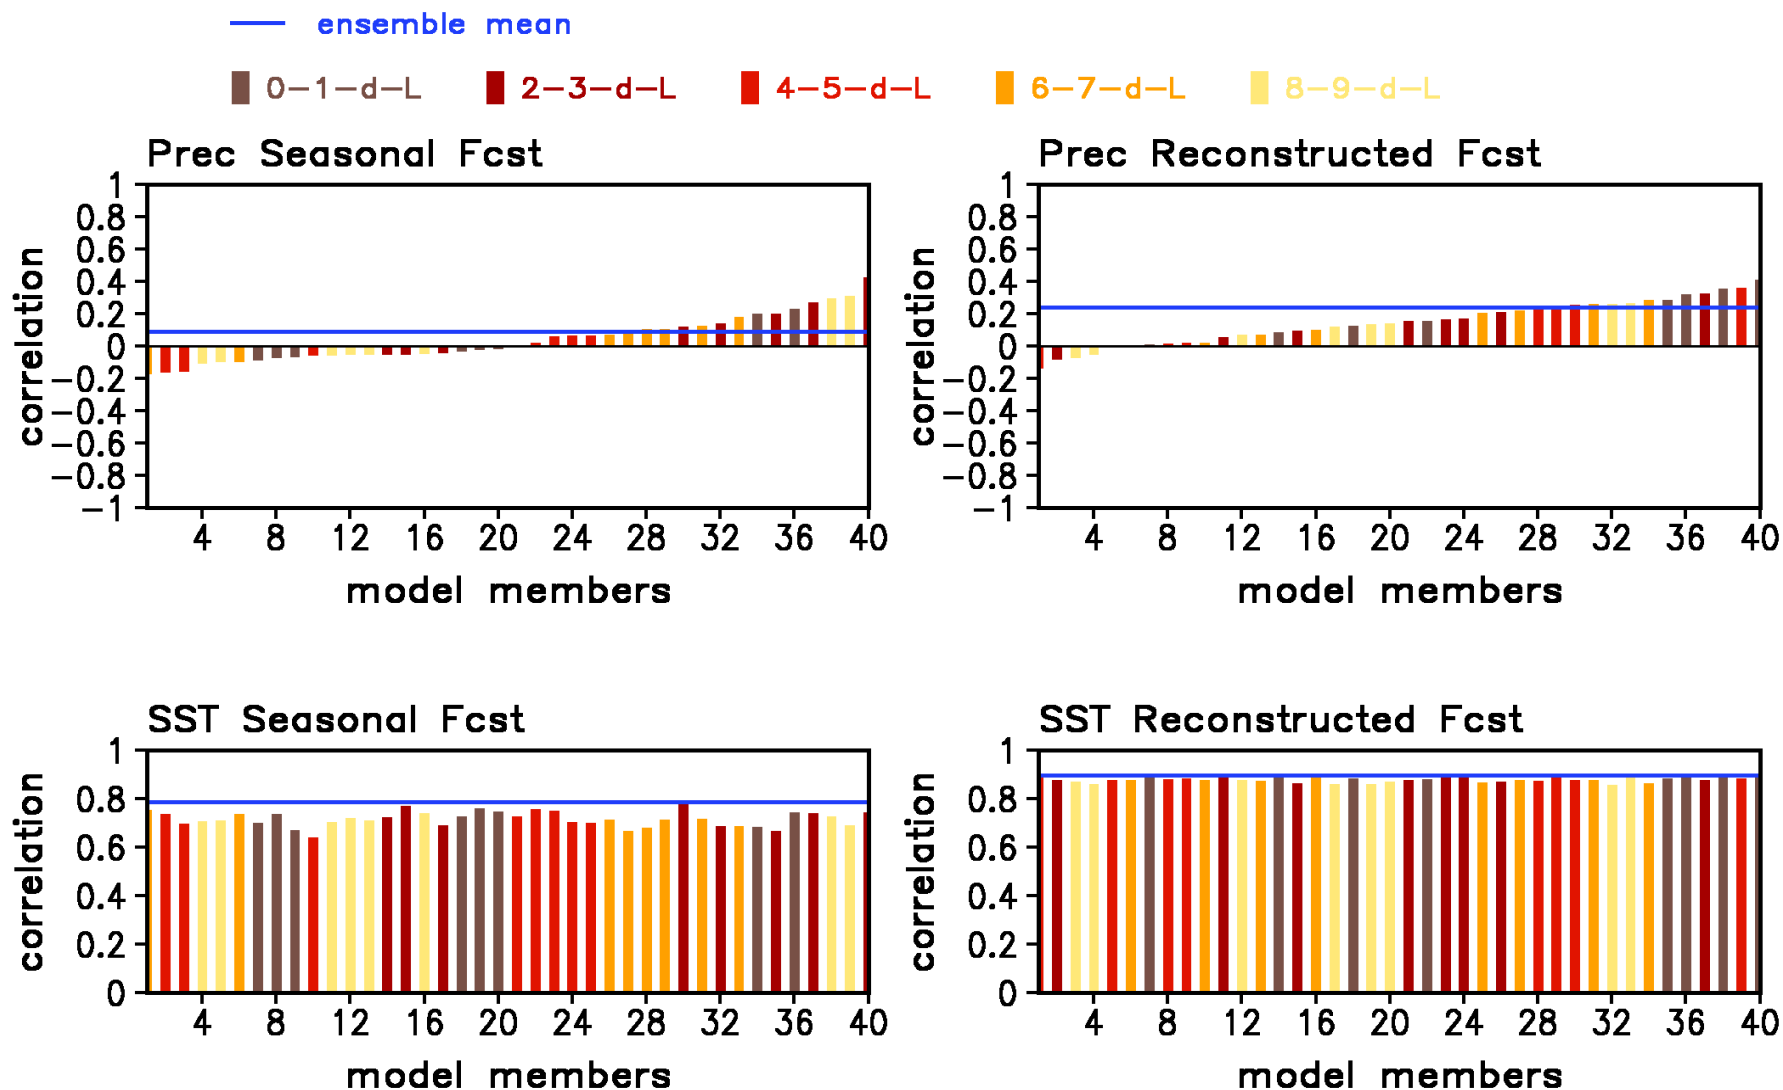 ensemble mean
0-1-d-L 2-3-d-L 4-5-d-L 6-7-d-L 8-9-d-L
Prec Seasonal Fcst
correlation
1
0.8
0.6
0.4
0.2
0
-0.2
-0.4
-0.6
-0.8
-1
4 8 12 16 20 24 28 32 36 40
model members
Prec Reconstructed Fcst
correlation
1
0.8
0.6
0.4
0.2
0
-0.2
-0.4
-0.6
-0.8
-1
4 8 12 16 20 24 28 32 36 40
model members
SST Seasonal Fcst
correlation
1
0.8
0.6
0.4
0.2
0
4 8 12 16 20 24 28 32 36 40
model members
SST Reconstructed Fcst
correlation
1
0.8
0.6
0.4
0.2
0
4 8 12 16 20 24 28 32 36 40
model members